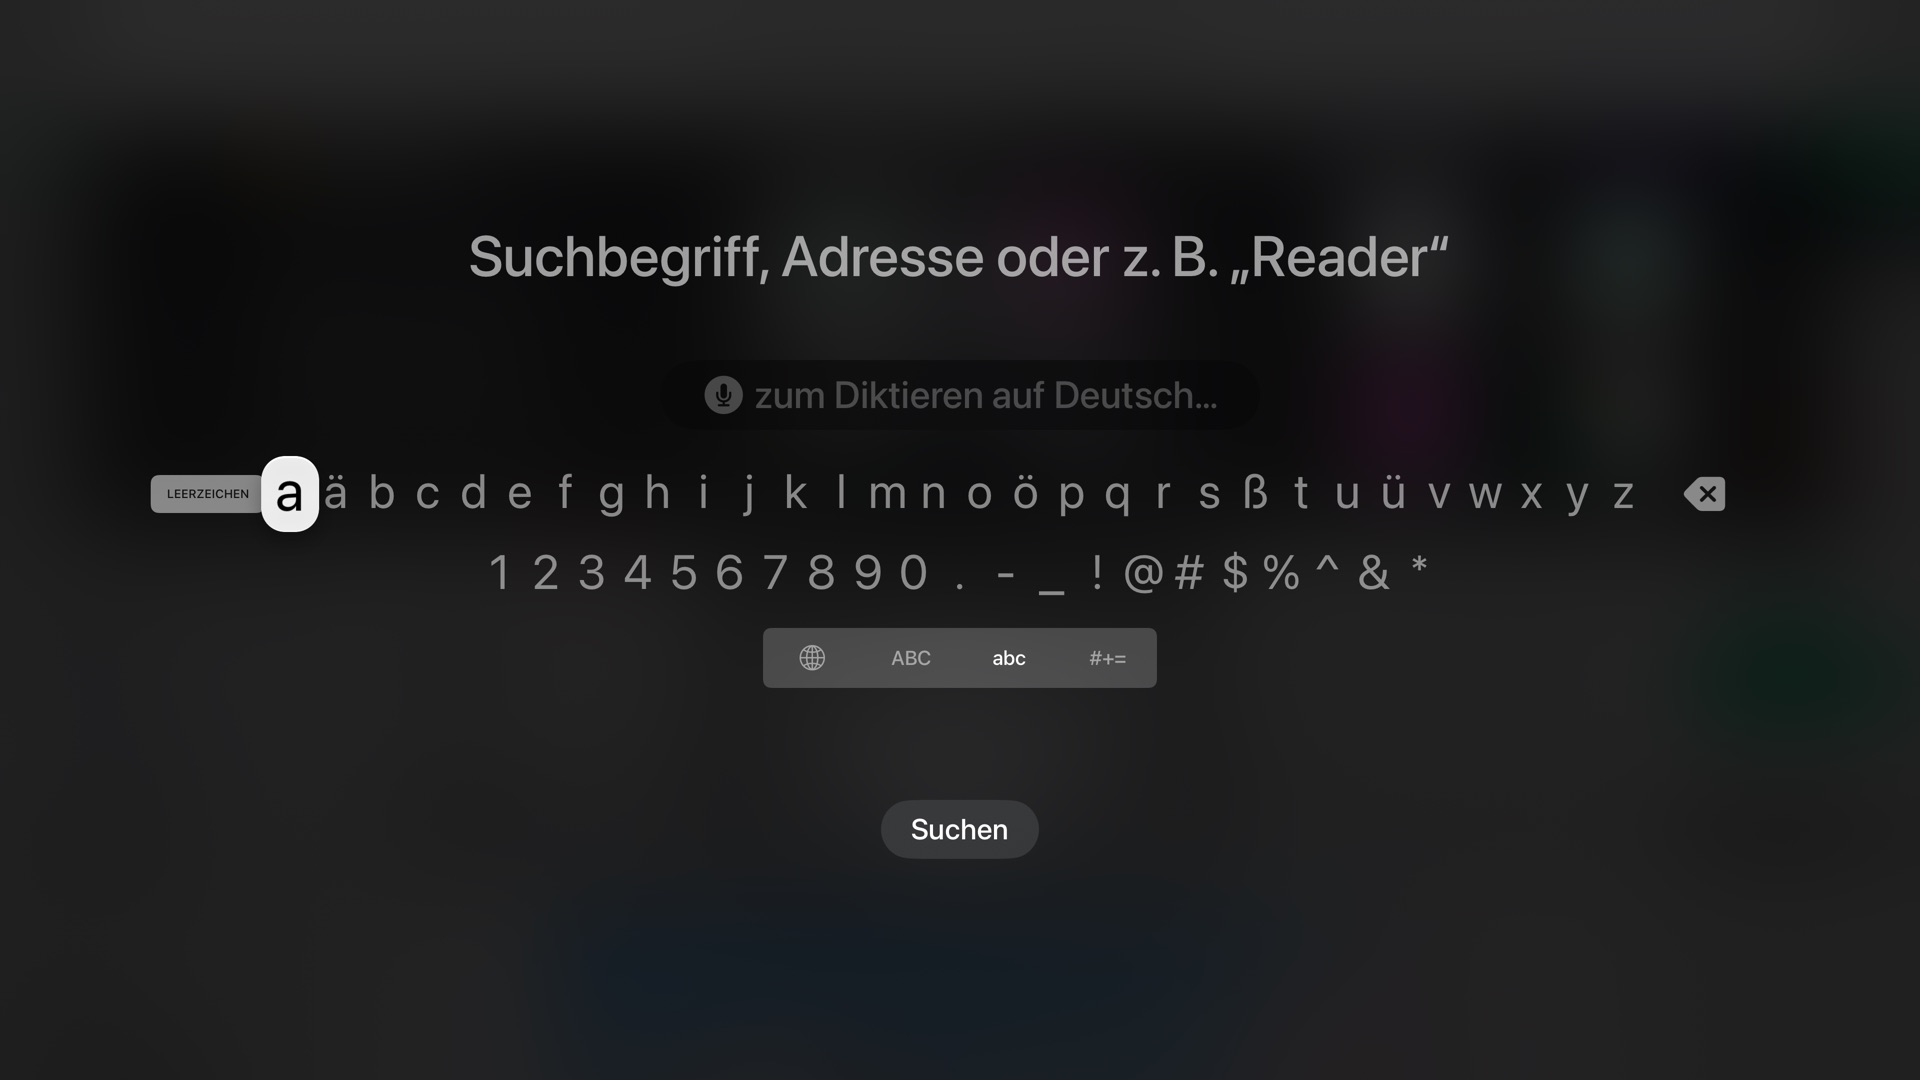 Suchbegriff, Adresse oder z. B. „Reader“
zum Diktieren auf Deutsch...
LEERZEICHEN a ä b c d e f g h i j k l m n o ö p q r s ß t u ü v w x y z
1 2 3 4 5 6 7 8 9 0 . - _ ! @ # $ % ^ & *
ABC abc #+=
Suchen